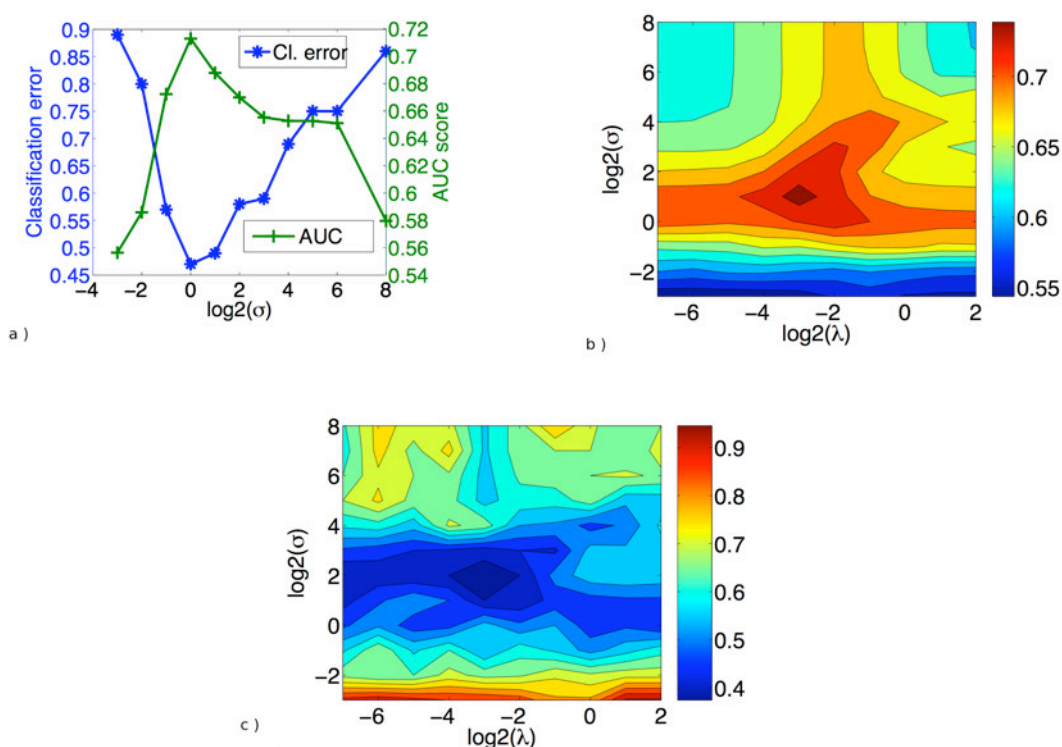 Classification error
0.9
0.85
0.8
0.75
0.7
0.65
0.6
0.55
0.5
0.45
Cl. error
AUC
0.72
0.7
0.68
0.66
0.64
0.62
0.6
0.58
0.56
0.54
AUC score
−4 −2 0 2 4 6 8
log2(σ)
a )
log2(σ)
8
6
4
2
0
−2
−6 −4 −2 0 2
log2(λ)
0.7
0.65
0.6
0.55
b )
log2(σ)
8
6
4
2
0
−2
−6 −4 −2 0 2
log2(λ)
0.9
0.8
0.7
0.6
0.5
0.4
c )